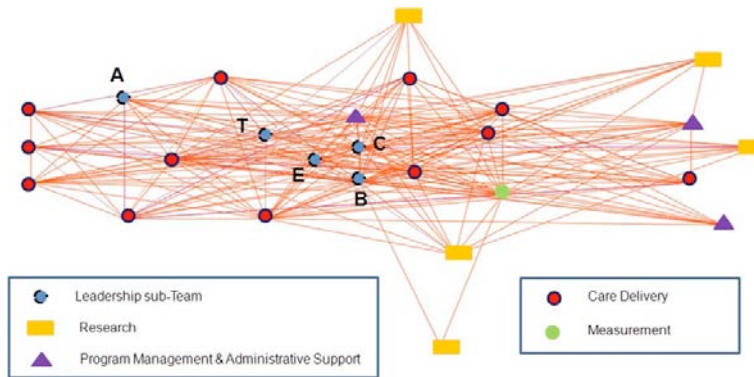 A
T
C
E
B
Leadership sub-Team
Research
Program Management & Administrative Support
Care Delivery
Measurement